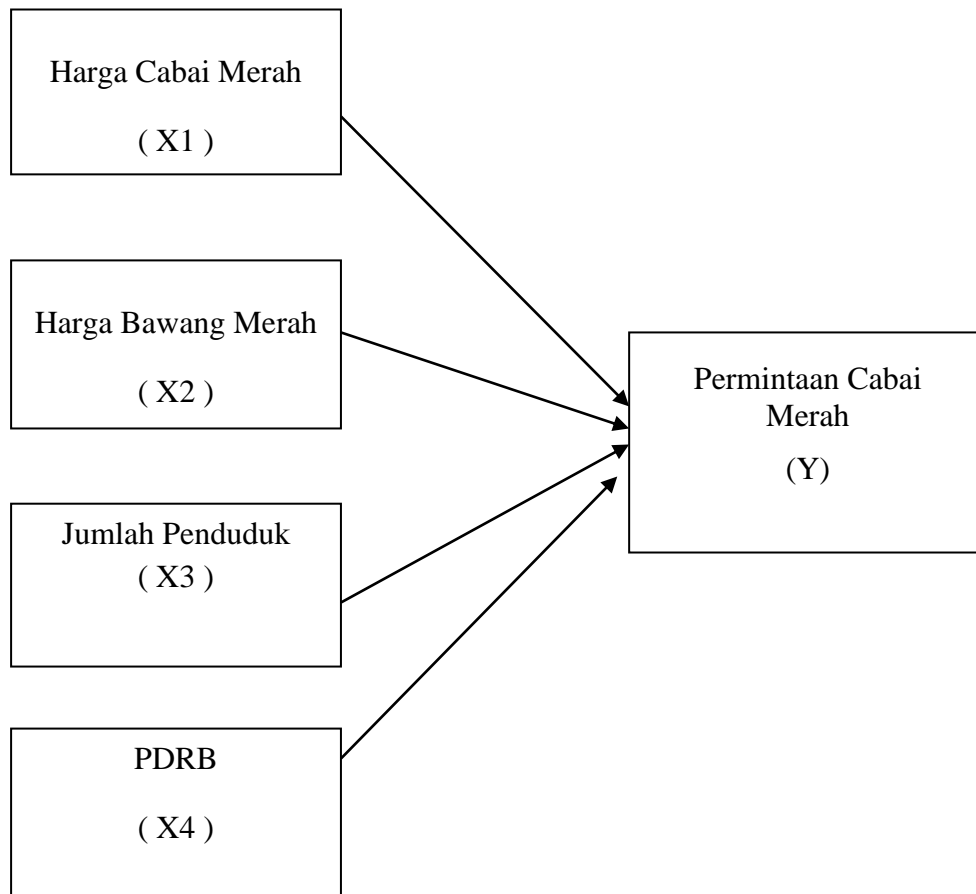 Harga Cabai Merah
( X1 )
Harga Bawang Merah
( X2 )
Permintaan Cabai
Merah
(Y)
Jumlah Penduduk
( X3 )
PDRB
( X4 )